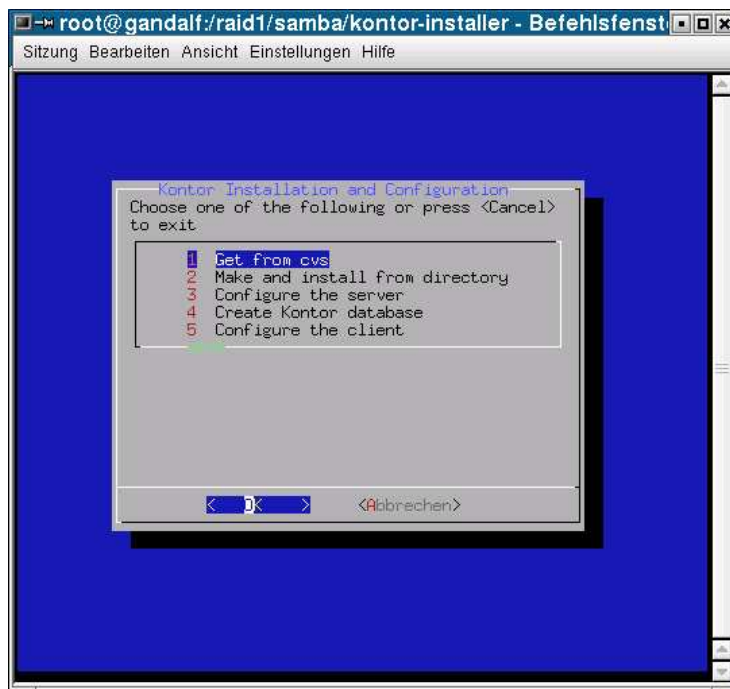 root@gandalf:/raid1/samba/kontor-installer - Befehlsfenst
Sitzung Bearbeiten Ansicht Einstellungen Hilfe
Kontor Installation and Configuration
Choose one of the following or press <Cancel>
to exit
1 Get from cvs
2 Make and install from directory
3 Configure the server
4 Create Kontor database
5 Configure the client
< OK > <Abbrechen>